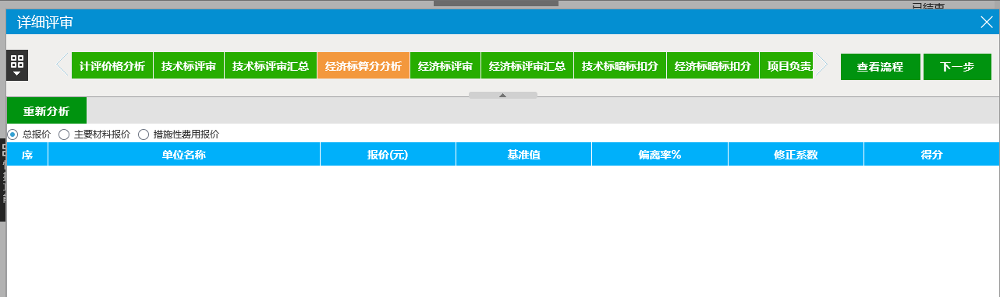 已结束
详细评审
计评价格分析 技术标评审 技术标评审汇总 经济标算分分析 经济标评审 经济标评审汇总 技术标暗标扣分 经济标暗标扣分 项目负责 查看流程 下一步
重新分析
总报价 主要材料报价 措施性费用报价
序 单位名称 报价(元) 基准值 偏离率% 修正系数 得分